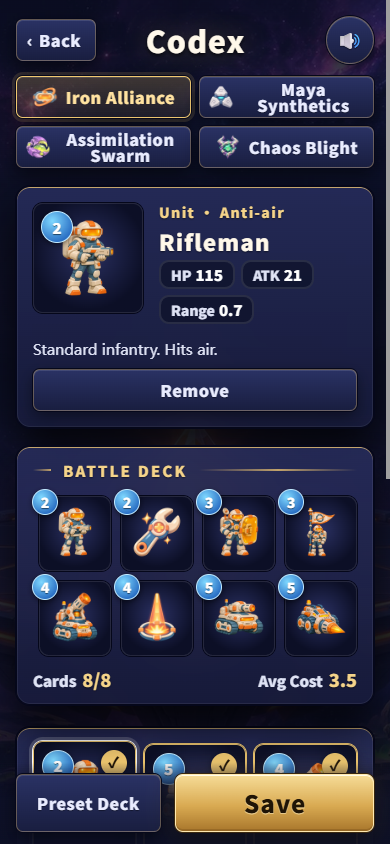 ‹ Back
Codex
Iron Alliance
Maya
Synthetics
Assimilation
Swarm
Chaos Blight
2
Unit • Anti-air
Rifleman
HP 115
ATK 21
Range 0.7
Standard infantry. Hits air.
Remove
BATTLE DECK
2
2
3
3
4
4
5
5
Cards 8/8
Avg Cost 3.5
2
5
4
Preset Deck
Save